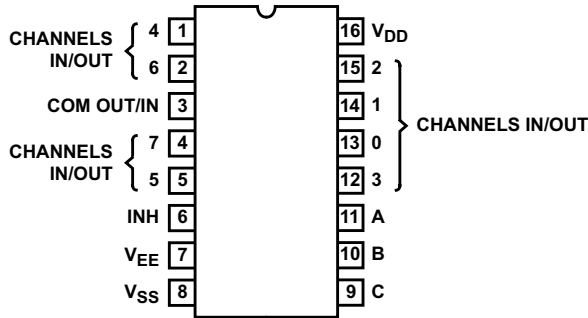 4 1 16 VDD
CHANNELS IN/OUT
6 2 15 2
COM OUT/IN 3 14 1
CHANNELS IN/OUT
7 4 13 0
CHANNELS IN/OUT
5 5 12 3
INH 6 11 A
VEE 7 10 B
VSS 8 9 C